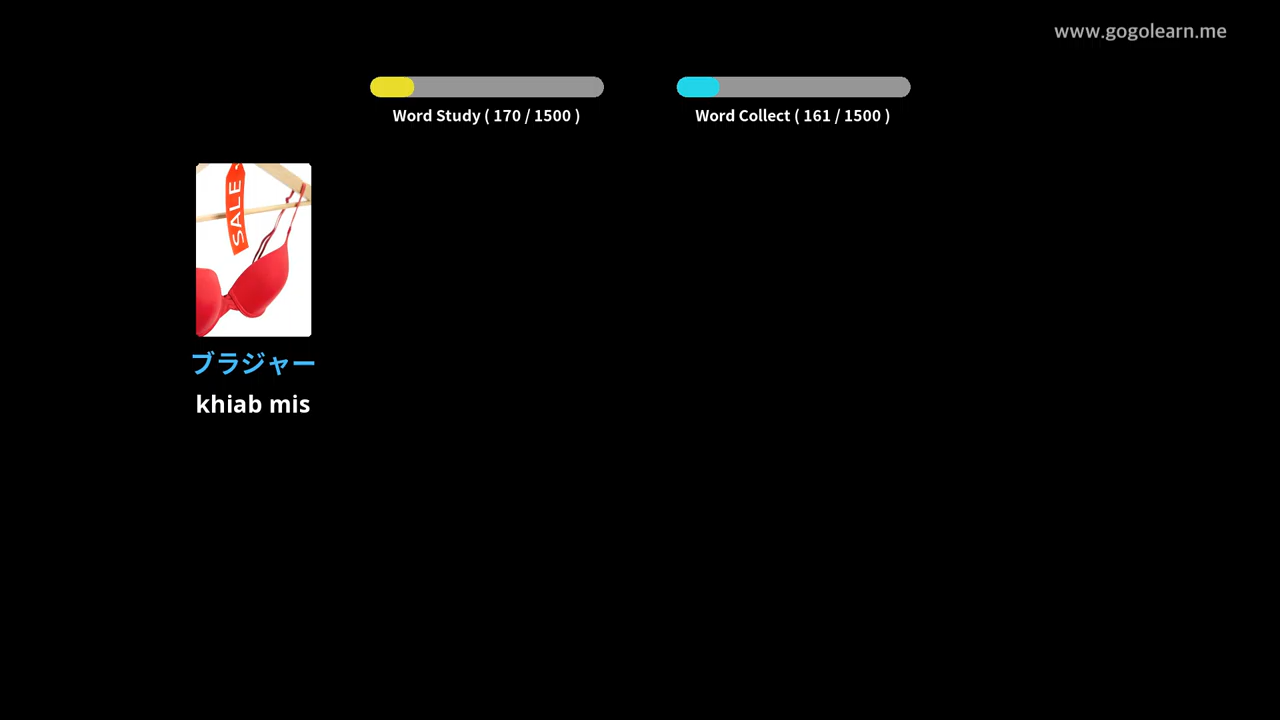 www.gogolearn.me
Word Study ( 170 / 1500 )
Word Collect ( 161 / 1500 )
SALE
ブラジャー
khiab mis